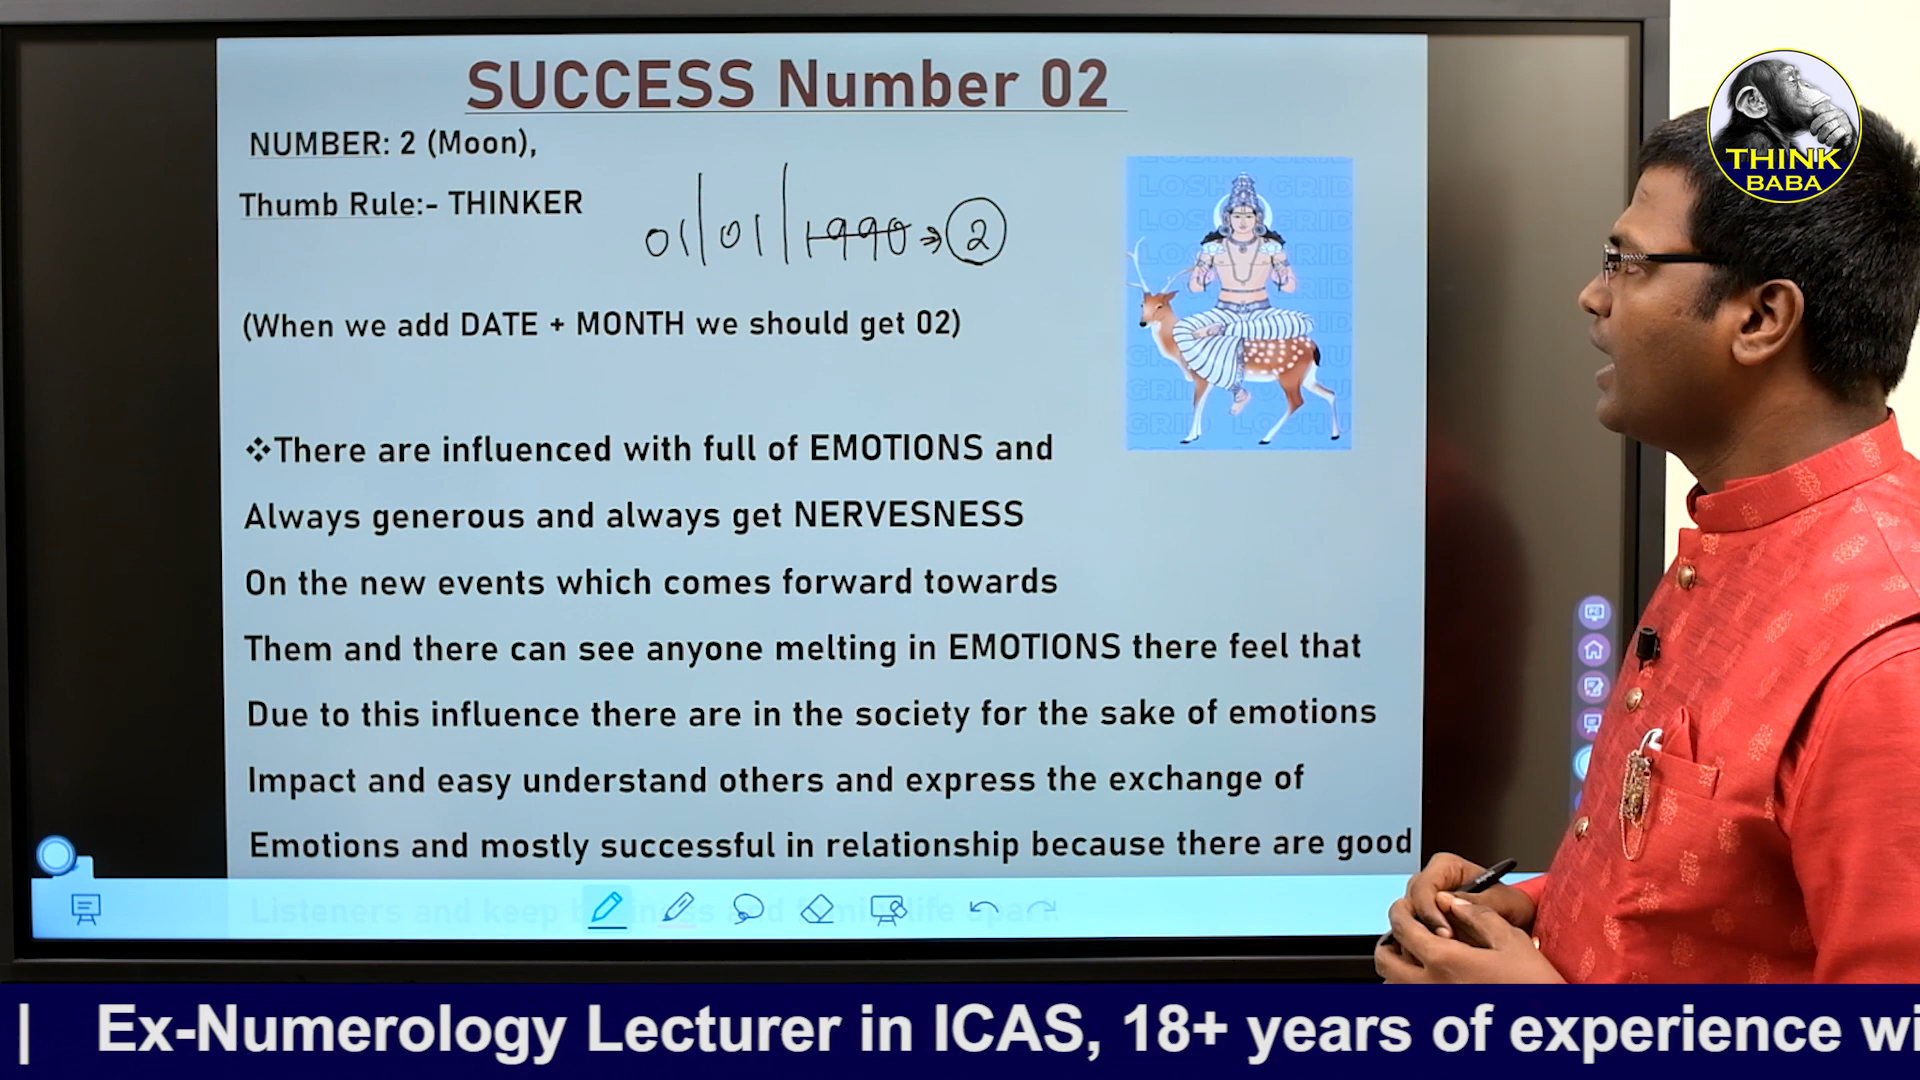 SUCCESS Number 02
NUMBER: 2 (Moon),
Thumb Rule:- THINKER
01|01|1990→2
(When we add DATE + MONTH we should get 02)
❖There are influenced with full of EMOTIONS and
Always generous and always get NERVESNESS
On the new events which comes forward towards
Them and there can see anyone melting in EMOTIONS there feel that
Due to this influence there are in the society for the sake of emotions
Impact and easy understand others and express the exchange of
Emotions and mostly successful in relationship because there are good
Listeners and keep
THINK
BABA
| Ex-Numerology Lecturer in ICAS, 18+ years of experience wi